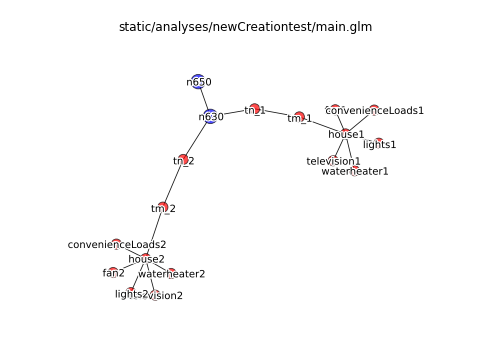 static/analyses/newCreationtest/main.glm
n650
n630
tn_1
tm_1
convenienceLoads1
house1
lights1
television1
waterheater1
tn_2
tm_2
convenienceLoads2
house2
fan2
waterheater2
lights2